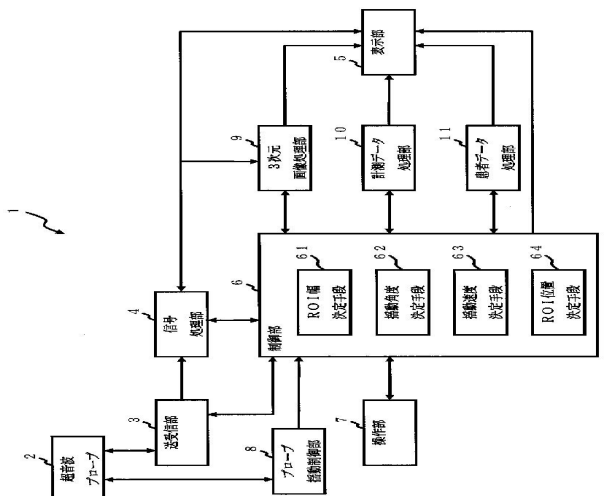 1
2
超音波
プローブ
3
送受信部
4
信号
処理部
5
表示部
6
制御部
61
ROI幅
決定手段
62
揺動角度
決定手段
63
揺動速度
決定手段
64
ROI位置
決定手段
7
操作部
8
プローブ
揺動制御部
9
3次元
画像処理部
10
計測データ
処理部
11
患者データ
処理部